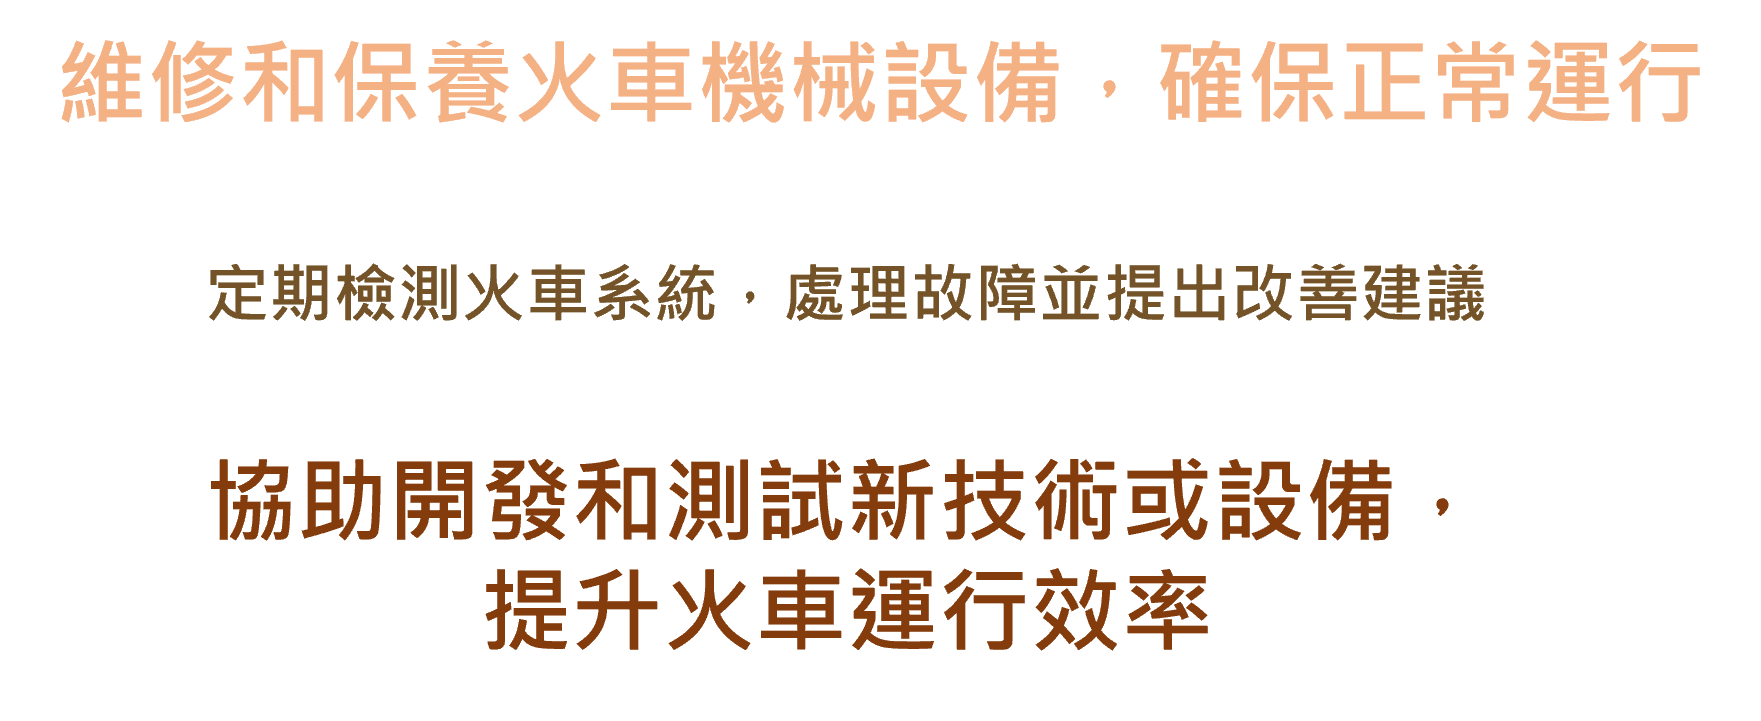 維修和保養火車機械設備，確保正常運行
定期檢測火車系統，處理故障並提出改善建議
協助開發和測試新技術或設備，
提升火車運行效率